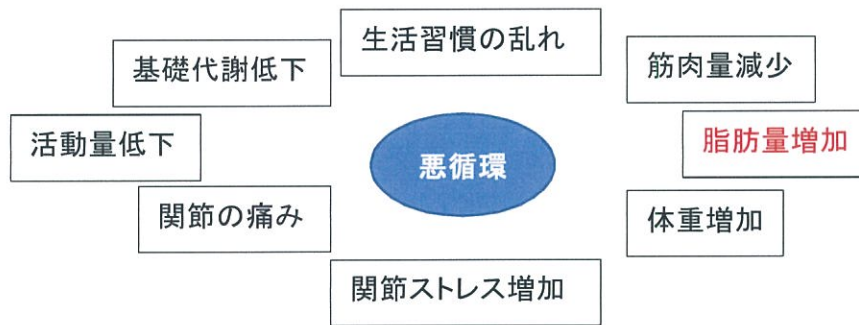 生活習慣の乱れ
基礎代謝低下
筋肉量減少
活動量低下
悪循環
脂肪量増加
関節の痛み
体重増加
関節ストレス増加